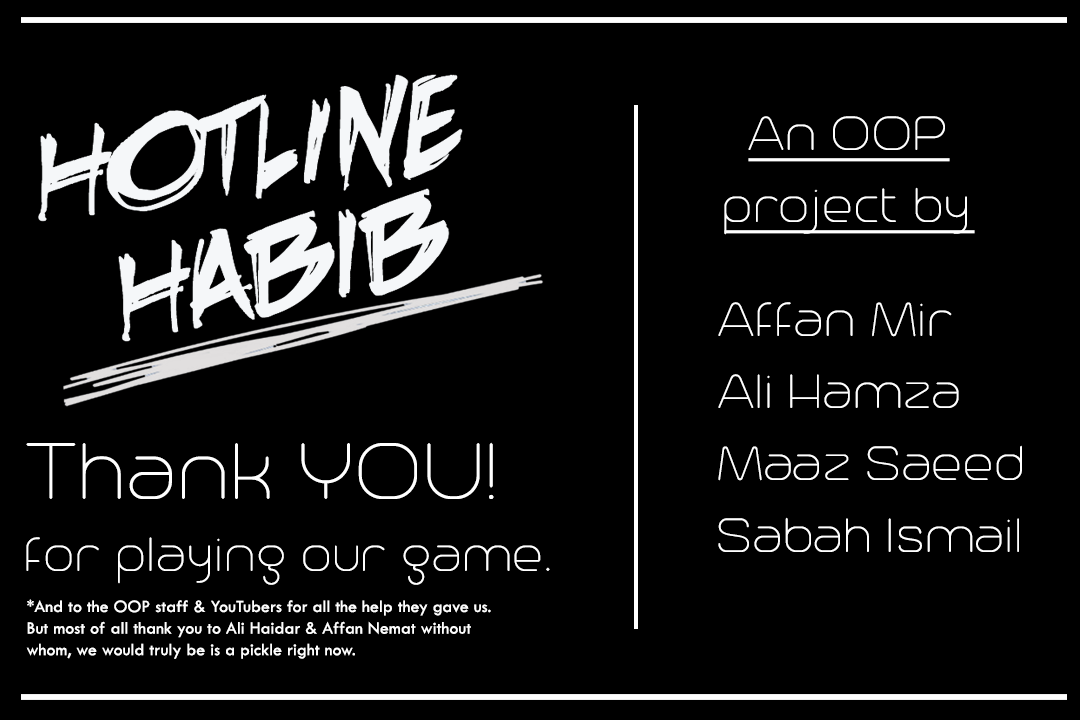 HOTLINE
HABIB
Thank YOU!
for playing our game.
*And to the OOP staff & YouTubers for all the help they gave us.
But most of all thank you to Ali Haidar & Affan Nemat without
whom, we would truly be is a pickle right now.
An OOP
project by
Affan Mir
Ali Hamza
Maaz Saeed
Sabah Ismail